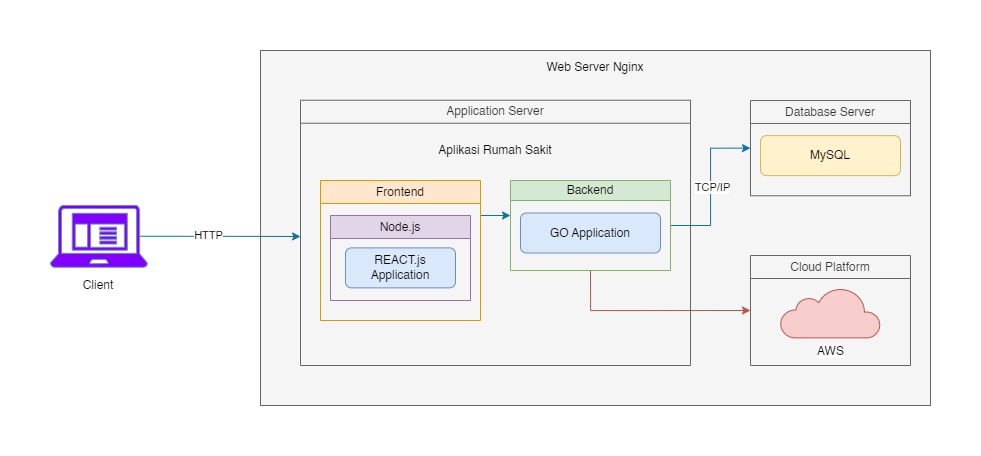 Web Server Nginx
Application Server
Aplikasi Rumah Sakit
Frontend
Node.js
REACT.js
Application
Backend
GO Application
Database Server
MySQL
TCP/IP
Cloud Platform
AWS
HTTP
Client